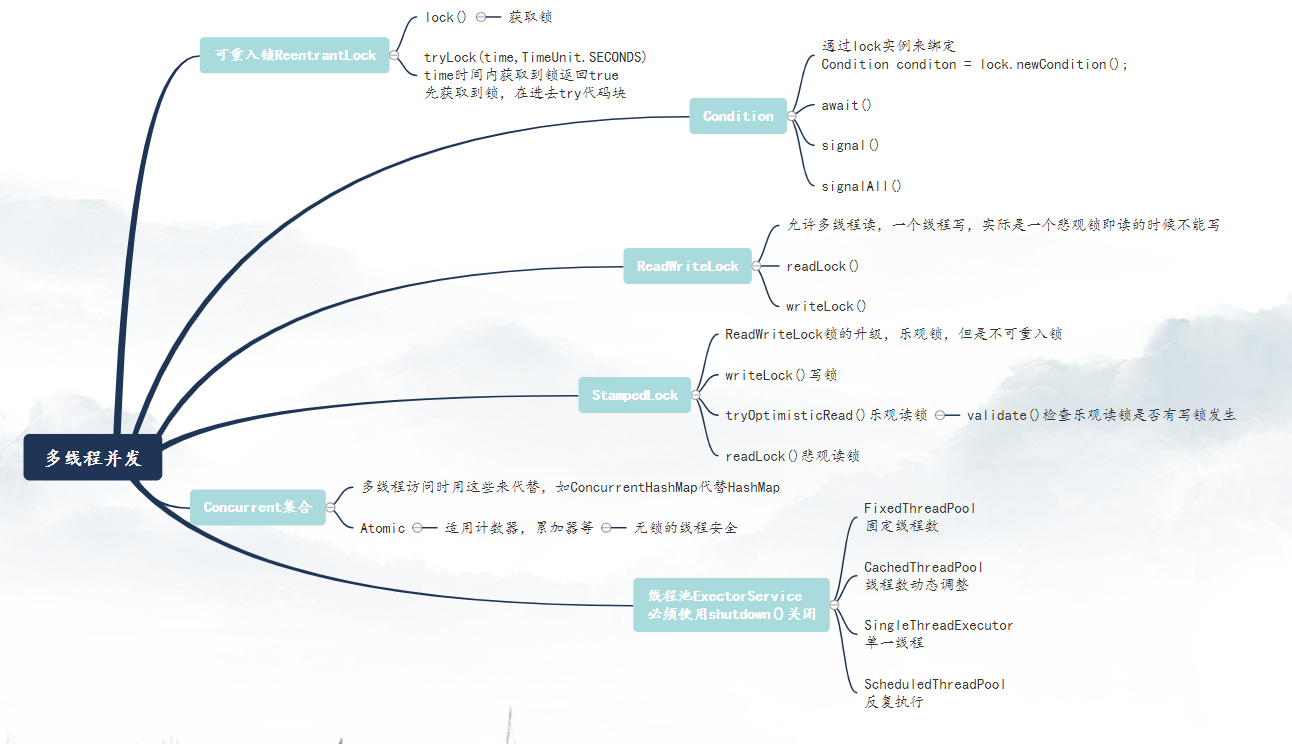 多线程并发
可重入锁ReentrantLock
lock()
获取锁
tryLock(time,TimeUnit.SECONDS)
time时间内获取到锁返回true
先获取到锁，在进去try代码块
Condition
通过lock实例来绑定
Condition conditon = lock.newCondition();
await()
signal()
signalAll()
ReadWriteLock
允许多线程读，一个线程写，实际是一个悲观锁即读的时候不能写
readLock()
writeLock()
StampedLock
ReadWriteLock锁的升级，乐观锁，但是不可重入锁
writeLock()写锁
tryOptimisticRead()乐观读锁
validate()检查乐观读锁是否有写锁发生
readLock()悲观读锁
Concurrent集合
多线程访问时用这些来代替，如ConcurrentHashMap代替HashMap
Atomic
适用计数器，累加器等
无锁的线程安全
线程池ExectorService
必须使用shutdown()关闭
FixedThreadPool
固定线程数
CachedThreadPool
线程数动态调整
SingleThreadExecutor
单一线程
ScheduledThreadPool
反复执行